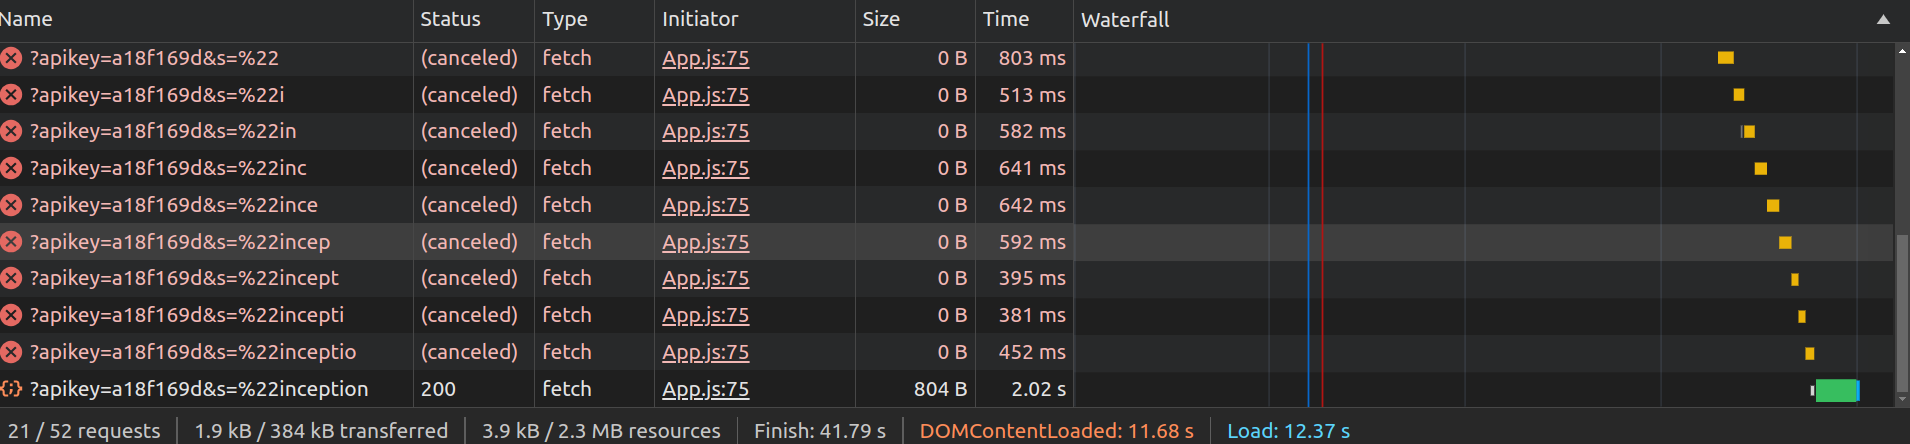 Name Status Type Initiator Size Time Waterfall
?apikey=a18f169d&s=%22 (canceled) fetch App.js:75 0 B 803 ms
?apikey=a18f169d&s=%22i (canceled) fetch App.js:75 0 B 513 ms
?apikey=a18f169d&s=%22in (canceled) fetch App.js:75 0 B 582 ms
?apikey=a18f169d&s=%22inc (canceled) fetch App.js:75 0 B 641 ms
?apikey=a18f169d&s=%22ince (canceled) fetch App.js:75 0 B 642 ms
?apikey=a18f169d&s=%22incep (canceled) fetch App.js:75 0 B 592 ms
?apikey=a18f169d&s=%22incept (canceled) fetch App.js:75 0 B 395 ms
?apikey=a18f169d&s=%22incepti (canceled) fetch App.js:75 0 B 381 ms
?apikey=a18f169d&s=%22inceptio (canceled) fetch App.js:75 0 B 452 ms
?apikey=a18f169d&s=%22inception 200 fetch App.js:75 804 B 2.02 s
21 / 52 requests 1.9 kB / 384 kB transferred 3.9 kB / 2.3 MB resources Finish: 41.79 s DOMContentLoaded: 11.68 s Load: 12.37 s